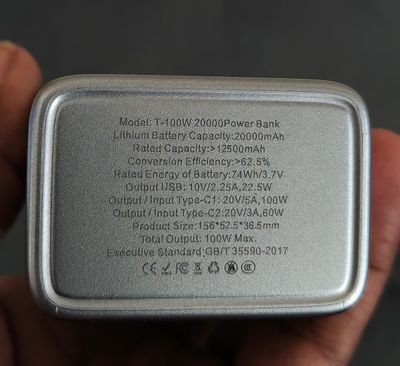 Model: T-100W 20000Power Bank
Lithium Battery Capacity:20000mAh
Rated Capacity:>12500mAh
Conversion Efficiency:>62.5%
Rated Energy of Battery:74Wh/3.7V
Output USB: 10V/2.25A,22.5W
Output / Input Type-C1: 20V/5A,100W
Output / Input Type-C2:20V/3A,60W
Product Size:156*52.5*36.5mm
Total Output: 100W Max.
Executive Standard:GB/T 35590-2017